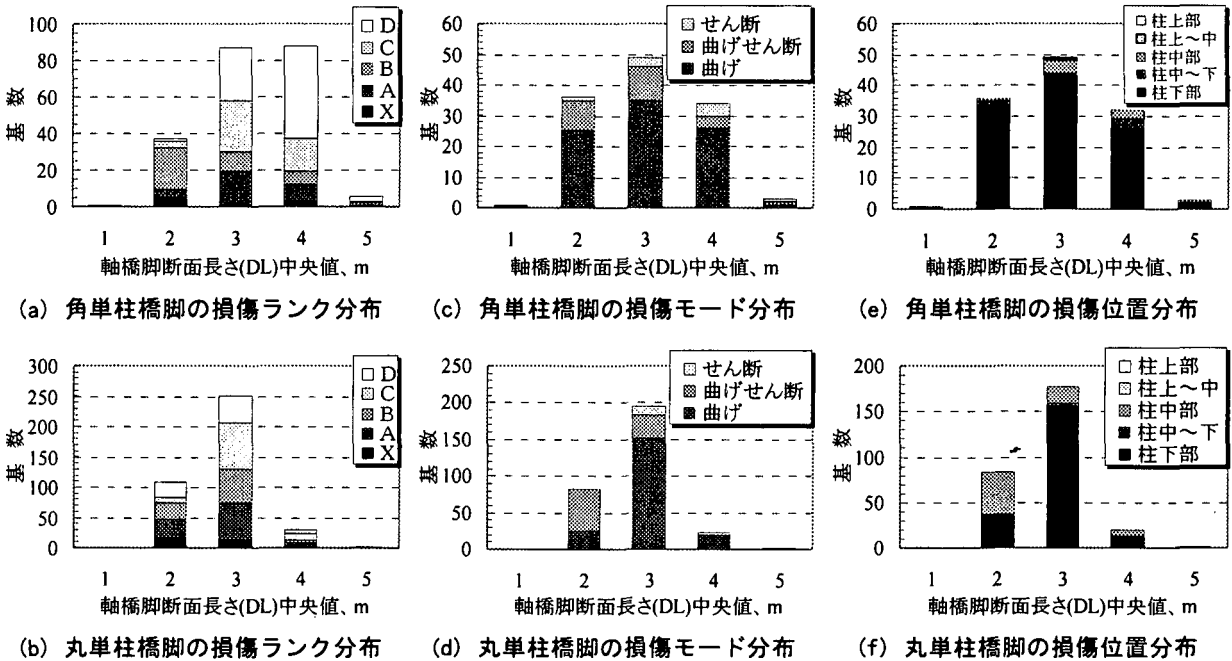 100
80
60
40
20
0
基 数
D
C
B
A
X
1 2 3 4 5
軸橋脚断面長さ(DL)中央値、m
(a) 角単柱橋脚の損傷ランク分布
60
50
40
30
20
10
0
基 数
せん断
曲げせん断
曲げ
1 2 3 4 5
軸橋脚断面長さ(DL)中央値、m
(c) 角単柱橋脚の損傷モード分布
60
50
40
30
20
10
0
基 数
柱上部
柱上～中
柱中部
柱中～下
柱下部
1 2 3 4 5
軸橋脚断面長さ(DL)中央値、m
(e) 角単柱橋脚の損傷位置分布
300
250
200
150
100
50
0
基 数
D
C
B
A
X
1 2 3 4 5
軸橋脚断面長さ(DL)中央値、m
(b) 丸単柱橋脚の損傷ランク分布
250
200
150
100
50
0
基 数
せん断
曲げせん断
曲げ
1 2 3 4 5
軸橋脚断面長さ(DL)中央値、m
(d) 丸単柱橋脚の損傷モード分布
200
150
100
50
0
基 数
柱上部
柱上～中
柱中部
柱中～下
柱下部
1 2 3 4 5
軸橋脚断面長さ(DL)中央値、m
(f) 丸単柱橋脚の損傷位置分布